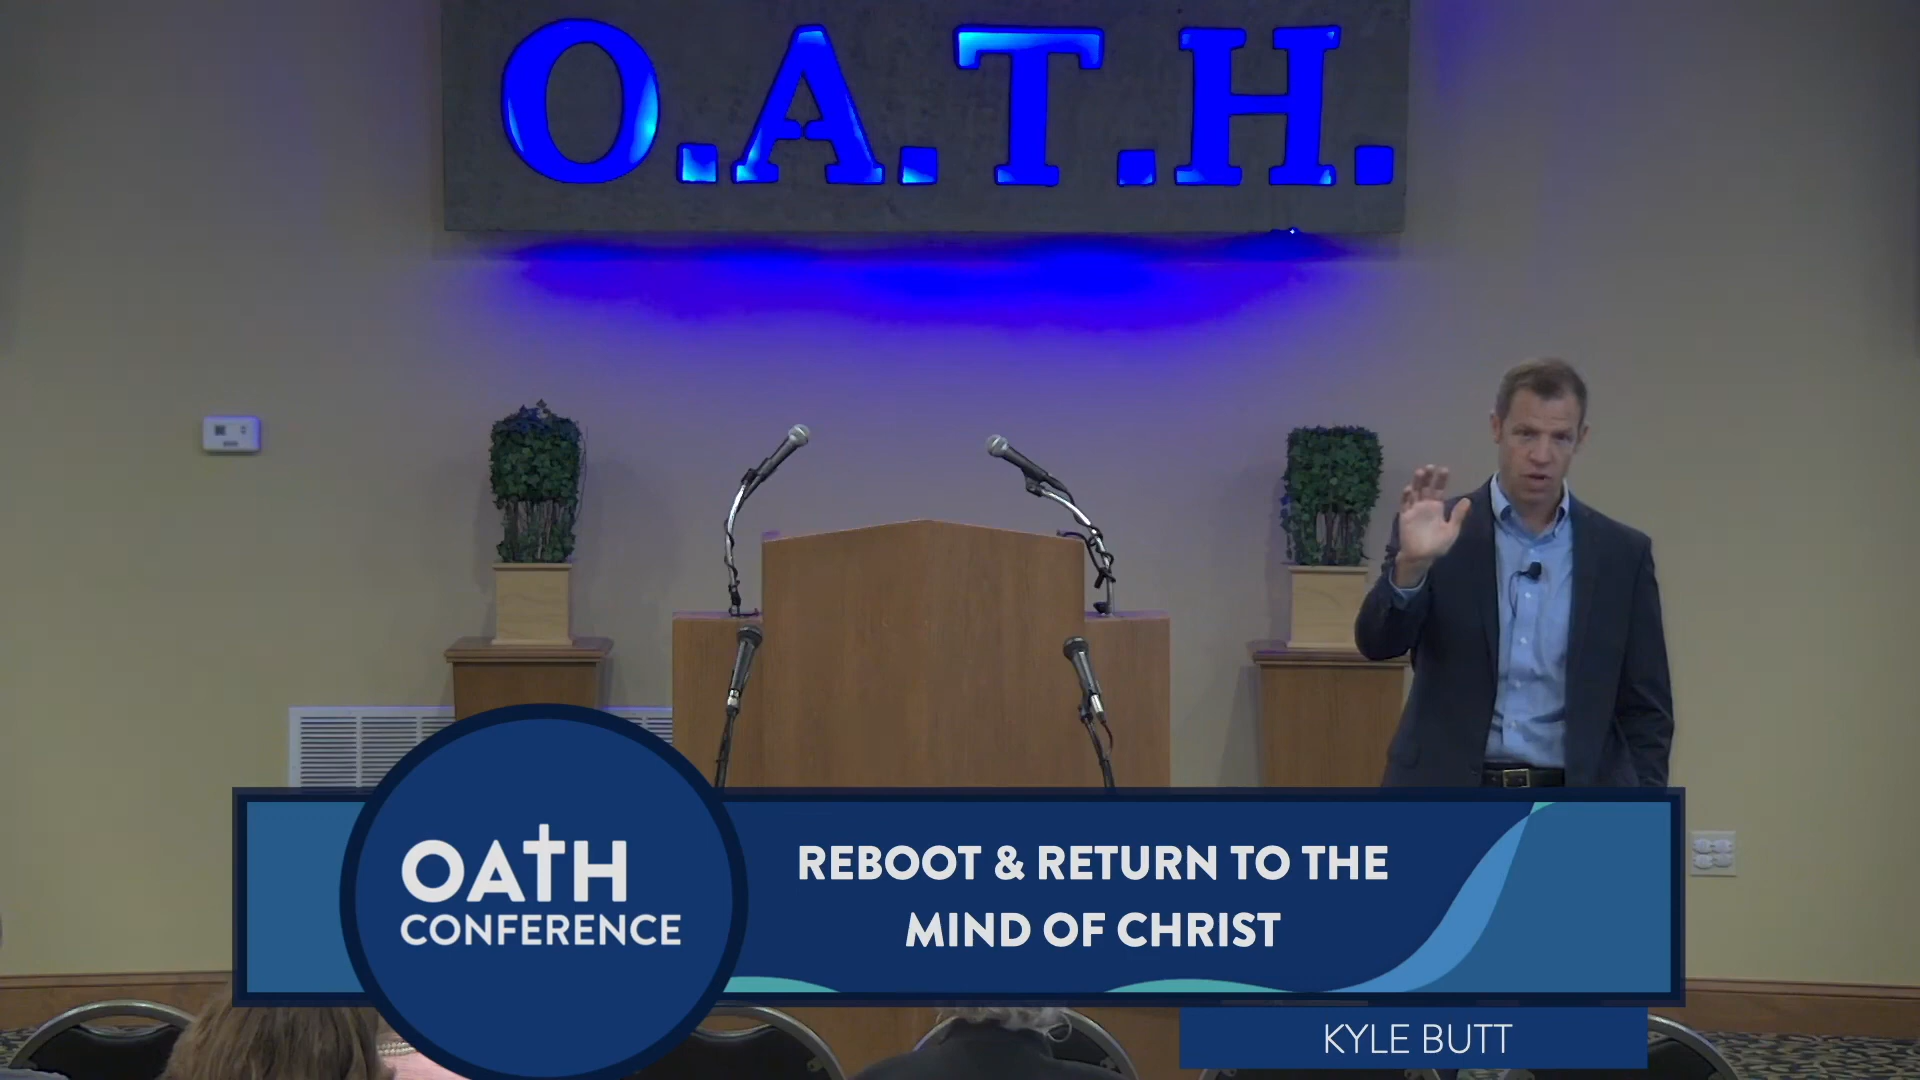 O.A.T.H.
OATH
CONFERENCE
REBOOT & RETURN TO THE
MIND OF CHRIST
KYLE BUTT